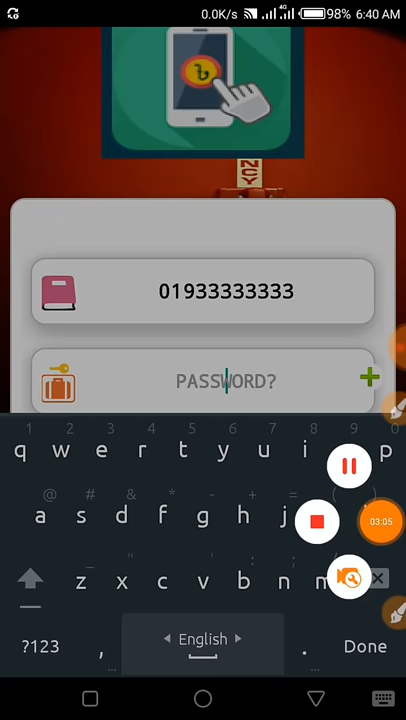 0.0K/s 4G 98% 6:40 AM
৳
NCY
01933333333
PASSWORD?
1 2 3 4 5 6 7 8 9 0
q w e r t y u i p
@ # & * - + = (
a s d f g h j
03:05
z x c v b n m
?123 , English . Done